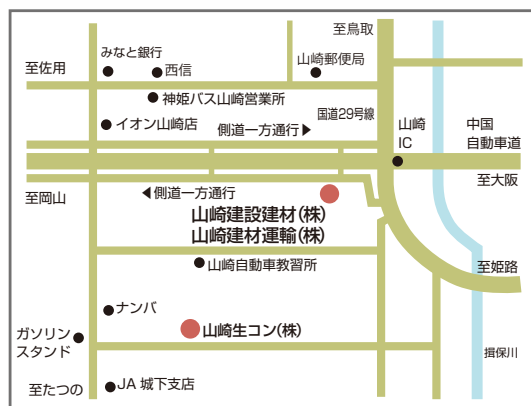 至鳥取
みなと銀行
西信
山崎郵便局
至佐用
神姫バス山崎営業所
国道29号線
イオン山崎店
側道一方通行▶
山崎
IC
中国
自動車道
至大阪
至岡山
◀側道一方通行
山崎建設建材(株)
山崎建材運輸(株)
山崎自動車教習所
至姫路
ナンバ
山崎生コン(株)
ガソリン
スタンド
揖保川
至たつの
JA 城下支店